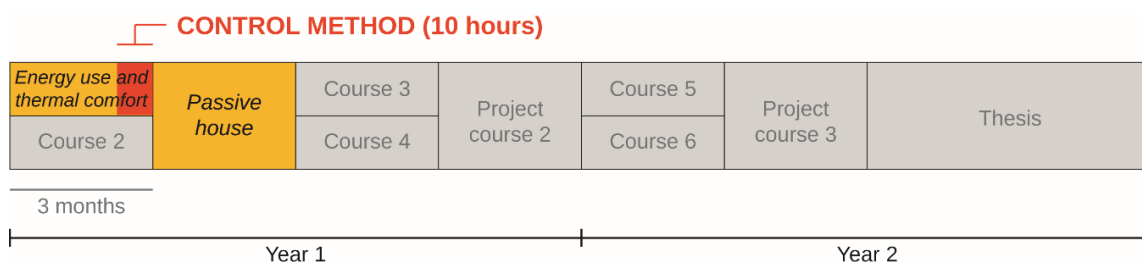 CONTROL METHOD (10 hours)
Energy use and
thermal comfort
Course 2
Passive
house
Course 3
Course 4
Project
course 2
Course 5
Course 6
Project
course 3
Thesis
3 months
Year 1
Year 2